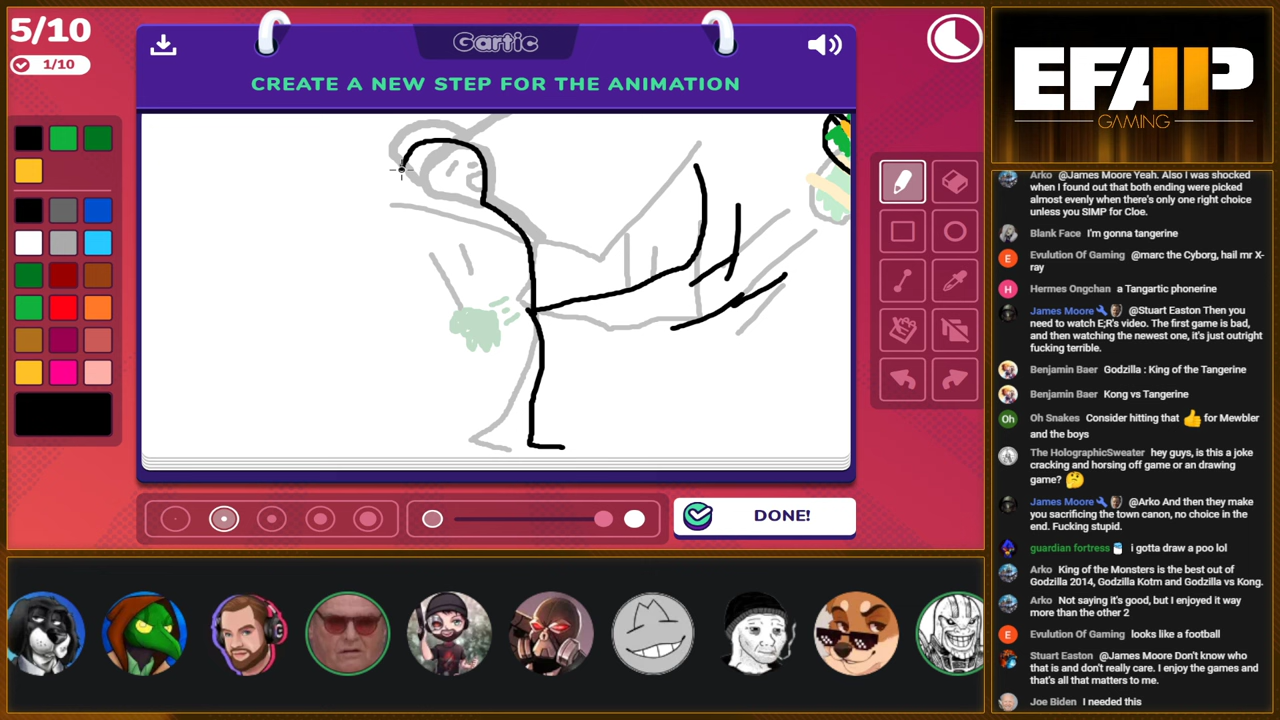 5/10
1/10
Gartic
CREATE A NEW STEP FOR THE ANIMATION
DONE!
EFAP
GAMING
Arko @James Moore Yeah. Also I was shocked
when I found out that both ending were picked
almost evenly when there's only one right choice
unless you SIMP for Cloe.
Blank Face I'm gonna tangerine
Evulution Of Gaming @marc the Cyborg, hail mr X-
ray
Hermes Ongchan a Tangartic phonerine
James Moore @Stuart Easton Then you
need to watch E;R's video. The first game is bad,
and then watching the newest one, it's just outright
fucking terrible.
Benjamin Baer Godzilla : King of the Tangerine
Benjamin Baer Kong vs Tangerine
Oh Oh Snakes Consider hitting that 👍 for Mewbler
and the boys
The HolographicSweater hey guys, is this a joke
cracking and horsing off game or an drawing
game? 🤔
James Moore @Arko And then they make
you sacrificing the town canon, no choice in the
end. Fucking stupid.
guardian fortress i gotta draw a poo lol
Arko King of the Monsters is the best out of
Godzilla 2014, Godzilla Kotm and Godzilla vs Kong.
Arko Not saying it's good, but I enjoyed it way
more than the other 2
E Evulution Of Gaming looks like a football
Stuart Easton @James Moore Don't know who
that is and don't really care. I enjoy the games and
that's all that matters to me.
Joe Biden I needed this